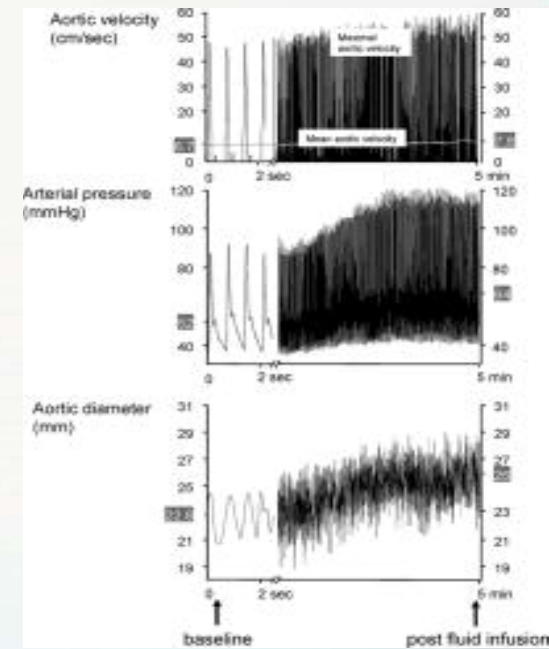 Aortic velocity
(cm/sec)
60
50
40
30
20
0
Maximal
aortic velocity
Mean aortic velocity
60
50
40
30
20
0
0
2 sec
5 min
Arterial pressure
(mmHg)
120
100
80
40
120
100
80
40
0
2 sec
5 min
Aortic diameter
(mm)
31
29
27
25
21
19
31
29
27
25
23
21
19
0
2 sec
5 min
baseline
post fluid infusion